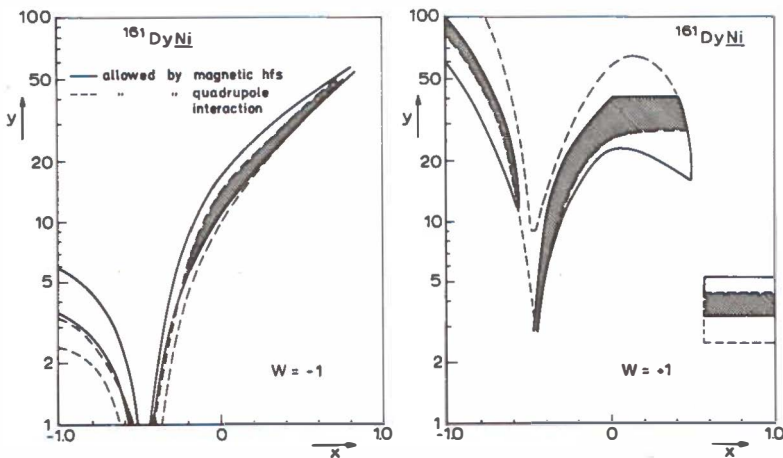 161DyNi
allowed by magnetic hfs
" " quadrupole
interaction
y
100
50
20
10
5
2
1
W = -1
-1.0
0
1.0
x
161DyNi
y
100
50
20
10
5
2
1
W = +1
-1.0
0
1.0
x